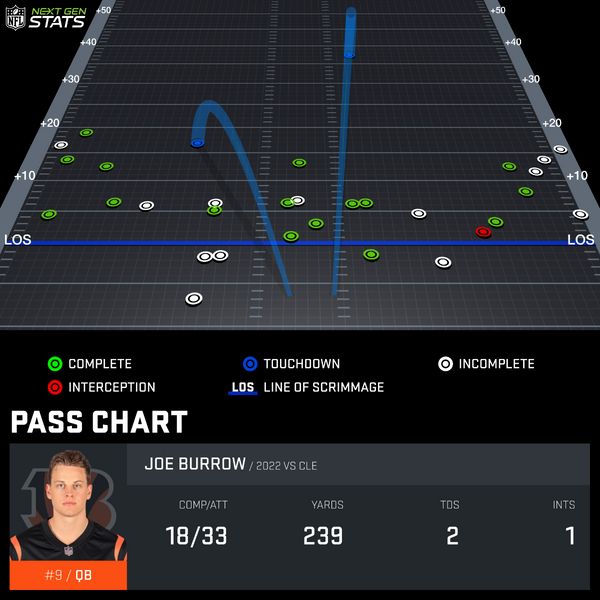 NFL NEXT GEN STATS
+50 +50
+40 +40
+30 +30
+20 +20
+10 +10
LOS LOS
COMPLETE TOUCHDOWN INCOMPLETE
INTERCEPTION LOS LINE OF SCRIMMAGE
PASS CHART
JOE BURROW / 2022 VS CLE
COMP/ATT YARDS TDS INTS
18/33 239 2 1
#9 / QB